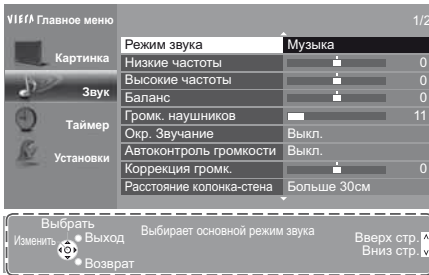 VIERA Главное меню 1/2
Картинка
Звук
Таймер
Установки
Режим звука Музыка
Низкие частоты 0
Высокие частоты 0
Баланс 0
Громк. наушников 11
Окр. Звучание Выкл.
Автоконтроль громкости Выкл.
Коррекция громк. 0
Расстояние колонка-стена Больше 30см
Выбрать
Изменить Выход
Возврат
Выбирает основной режим звука
Вверх стр.
Вниз стр.